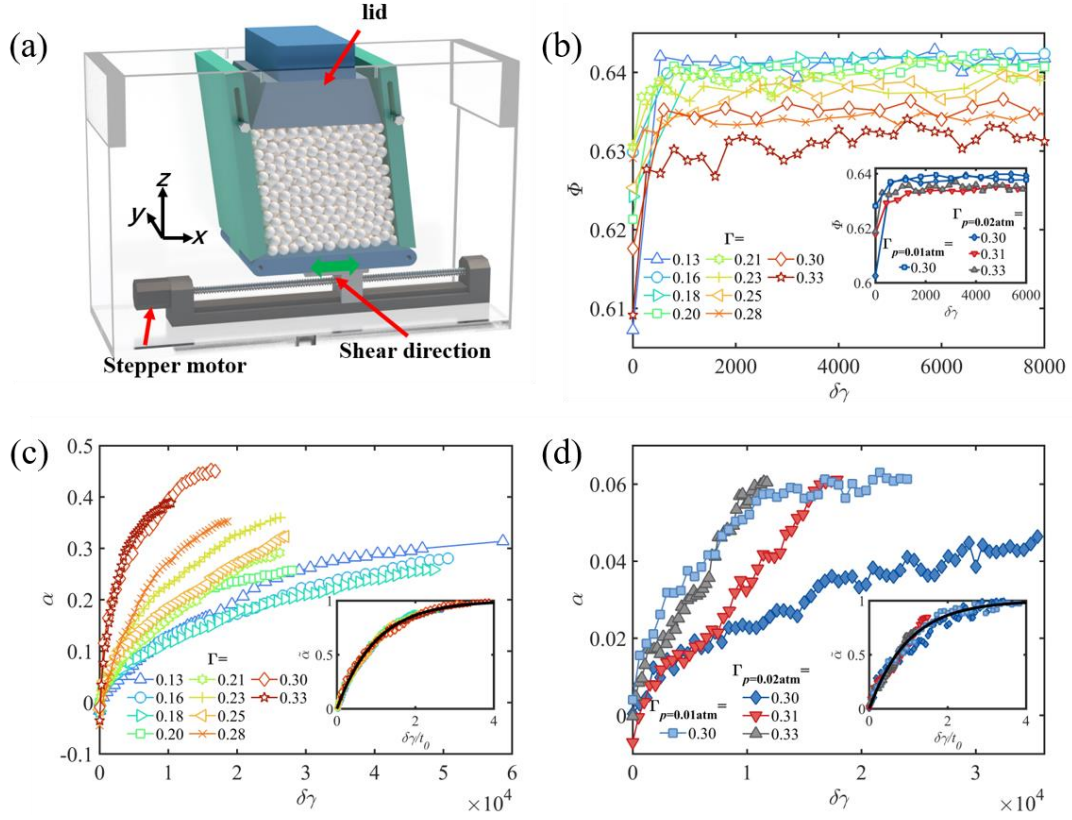 (a)
lid
z
y
x
Stepper motor
Shear direction
(b)
Φ
0.64
0.63
0.62
0.61
0 2000 4000 6000 8000
δγ
Γ=
0.13 0.21 0.30
0.16 0.23 0.33
0.18 0.25
0.20 0.28
Φ
0.64
0.62
0.6
0 2000 4000 6000
δγ
Γp=0.02atm=
Γp=0.01atm= 0.30
0.31
0.30 0.33
(c)
α
0.5
0.4
0.3
0.2
0.1
0
-0.1
0 1 2 3 4 5 6
δγ ×10⁴
Γ=
0.13 0.21 0.30
0.16 0.23 0.33
0.18 0.25
0.20 0.28
α̃
1
0.5
0
0 2 4
δγ/t₀
(d)
α
0.06
0.04
0.02
0
0 1 2 3
δγ ×10⁴
Γp=0.02atm=
Γp=0.01atm= 0.30
0.30 0.31
0.33
α̃
1
0.5
0
0 2 4
δγ/t₀